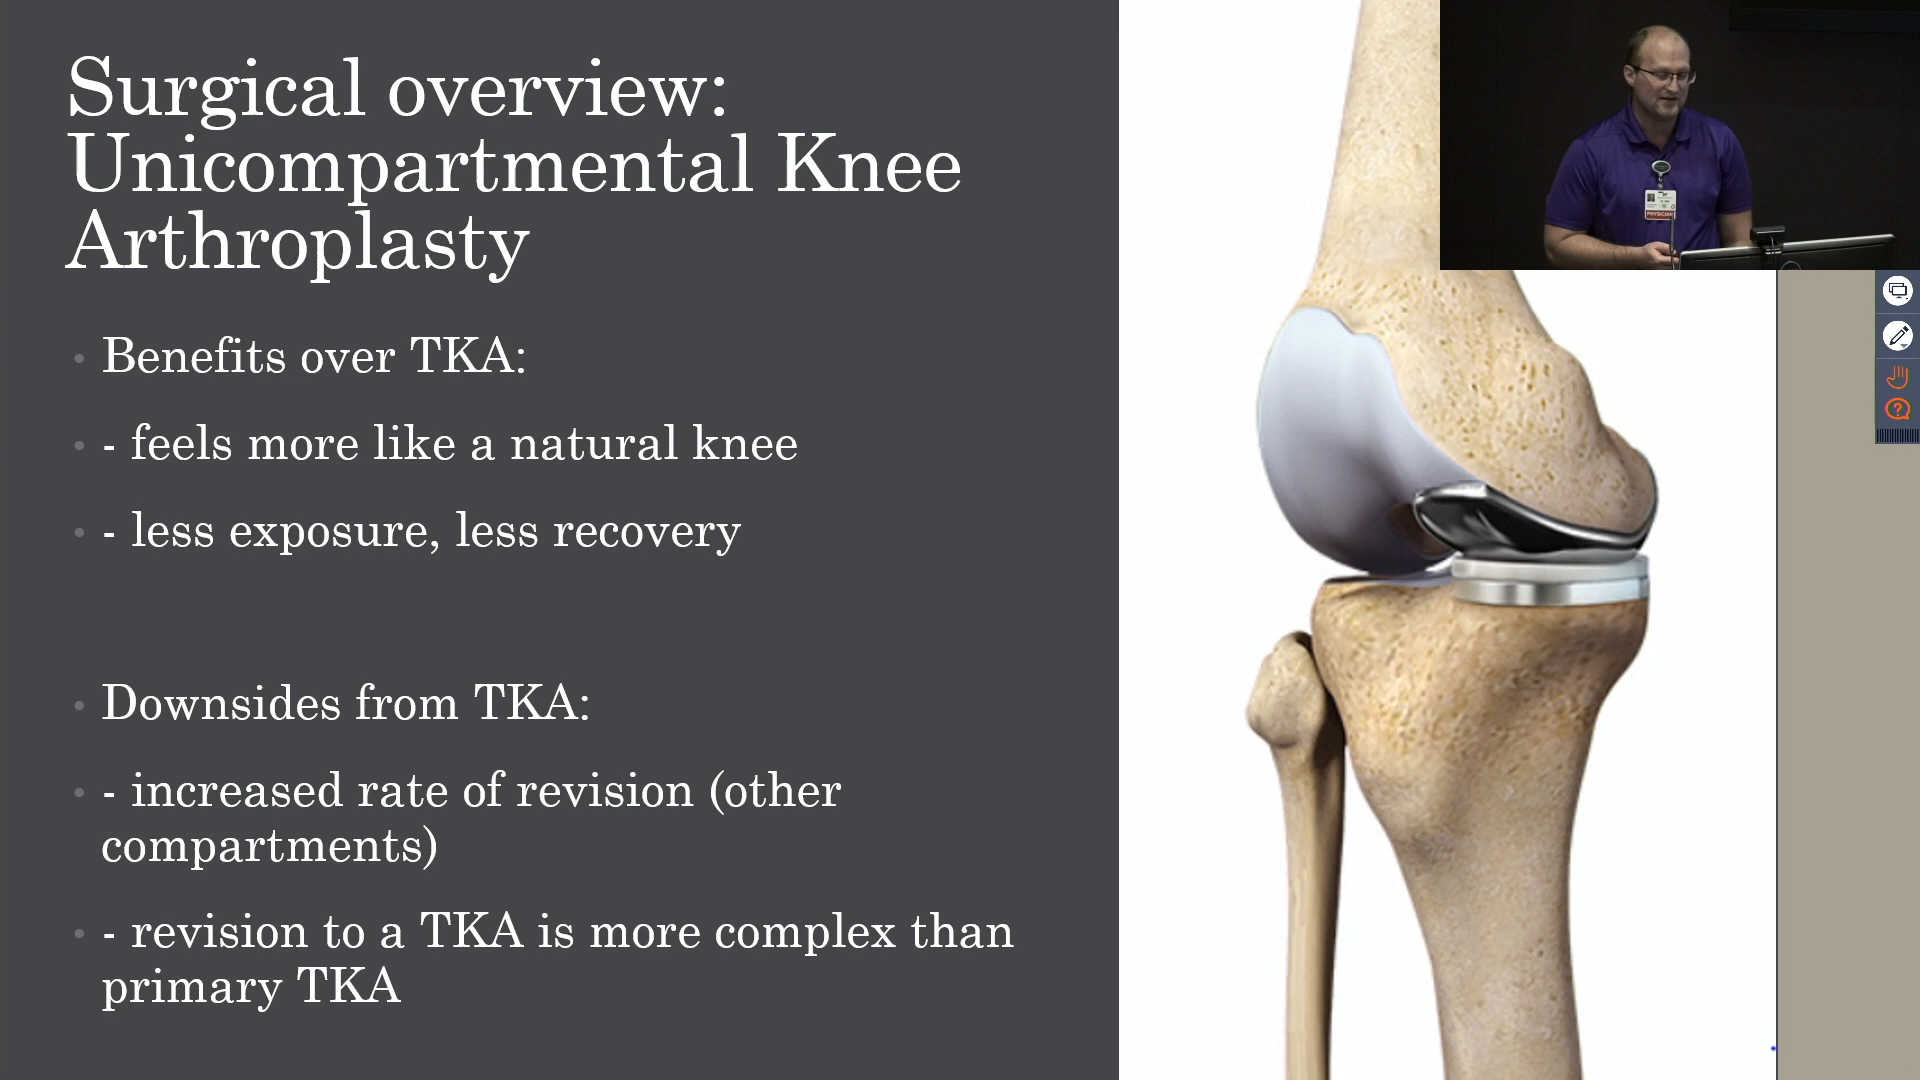 Surgical overview:
Unicompartmental Knee
Arthroplasty
• Benefits over TKA:
• - feels more like a natural knee
• - less exposure, less recovery
• Downsides from TKA:
• - increased rate of revision (other
compartments)
• - revision to a TKA is more complex than
primary TKA
PHYSICIAN
?